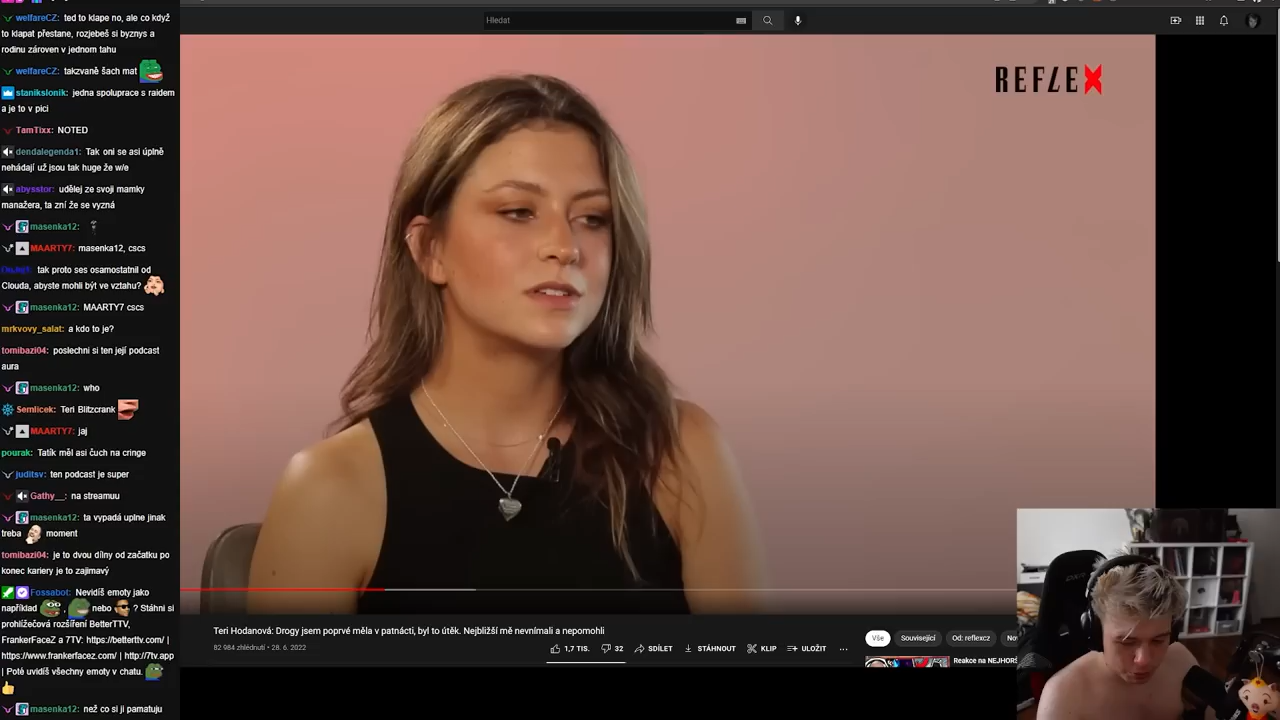 welfareCZ: ted to klape no, ale co když
to klapat přestane, rozjebeš si byznys a
rodinu zároven v jednom tahu
welfareCZ: takzvaně šach mat
staniksloník: jedna spoluprace s raidem
a je to v pici
TamTixx: NOTED
dendalegenda1: Tak oni se asi úplně
nehádají už jsou tak huge že w/e
abysstor: udělej ze svoji mamky
manažera, ta zní že se vyzná
masenka12:
MAARTY7: masenka12, cscs
tak proto ses osamostatnil od
Clouda, abyste mohli být ve vztahu?
masenka12: MAARTY7 cscs
mrkvovy_salat: a kdo to je?
tomibazi04: poslechni si ten její podcast
aura
masenka12: who
Semlicek: Teri Blitzcrank
MAARTY7: jaj
pourak: Tatík měl asi čuch na cringe
juditsv: ten podcast je super
Gathy__: na streamuu
masenka12: ta vypadá uplne jinak
treba moment
tomibazi04: je to dvou dílny od začatku po
konec kariery je to zajimavý
Fossabot: Nevidíš emoty jako
například , nebo ? Stáhni si
prohlížečová rozšíření BetterTTV,
FrankerFaceZ a 7TV: https://betterttv.com/ |
https://www.frankerfacez.com/ | http://7tv.app
| Poté uvidíš všechny emoty v chatu.
masenka12: než co si ji pamatuju
Hledat
REFLEX
Teri Hodanová: Drogy jsem poprvé měla v patnácti, byl to útěk. Nejbližší mě nevnímali a nepomohli
82 984 zhlédnutí • 28. 6. 2022
1,7 TIS. 32 SDÍLET STÁHNOUT KLIP ULOŽIT ...
Vše Související Od: reflexcz
Reakce na NEJHORŠ